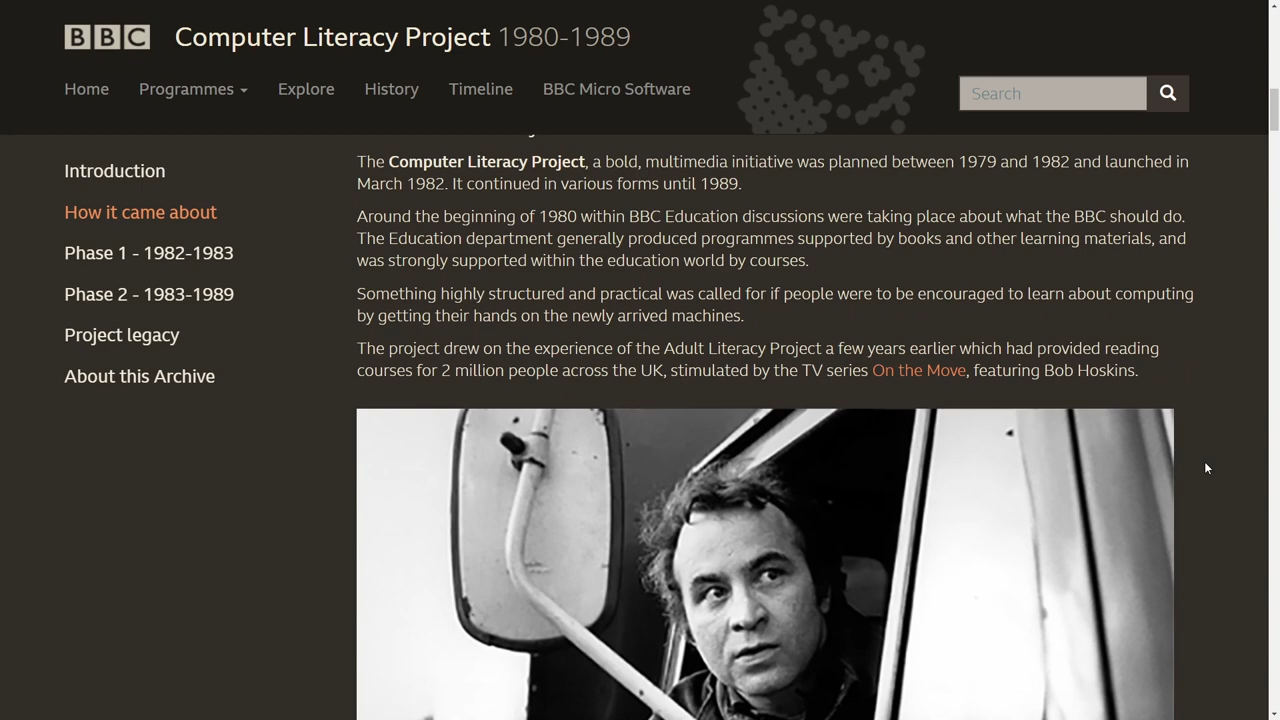 BBC Computer Literacy Project 1980-1989
Home Programmes Explore History Timeline BBC Micro Software Search
Introduction
How it came about
Phase 1 - 1982-1983
Phase 2 - 1983-1989
Project legacy
About this Archive
The Computer Literacy Project, a bold, multimedia initiative was planned between 1979 and 1982 and launched in
March 1982. It continued in various forms until 1989.
Around the beginning of 1980 within BBC Education discussions were taking place about what the BBC should do.
The Education department generally produced programmes supported by books and other learning materials, and
was strongly supported within the education world by courses.
Something highly structured and practical was called for if people were to be encouraged to learn about computing
by getting their hands on the newly arrived machines.
The project drew on the experience of the Adult Literacy Project a few years earlier which had provided reading
courses for 2 million people across the UK, stimulated by the TV series On the Move, featuring Bob Hoskins.